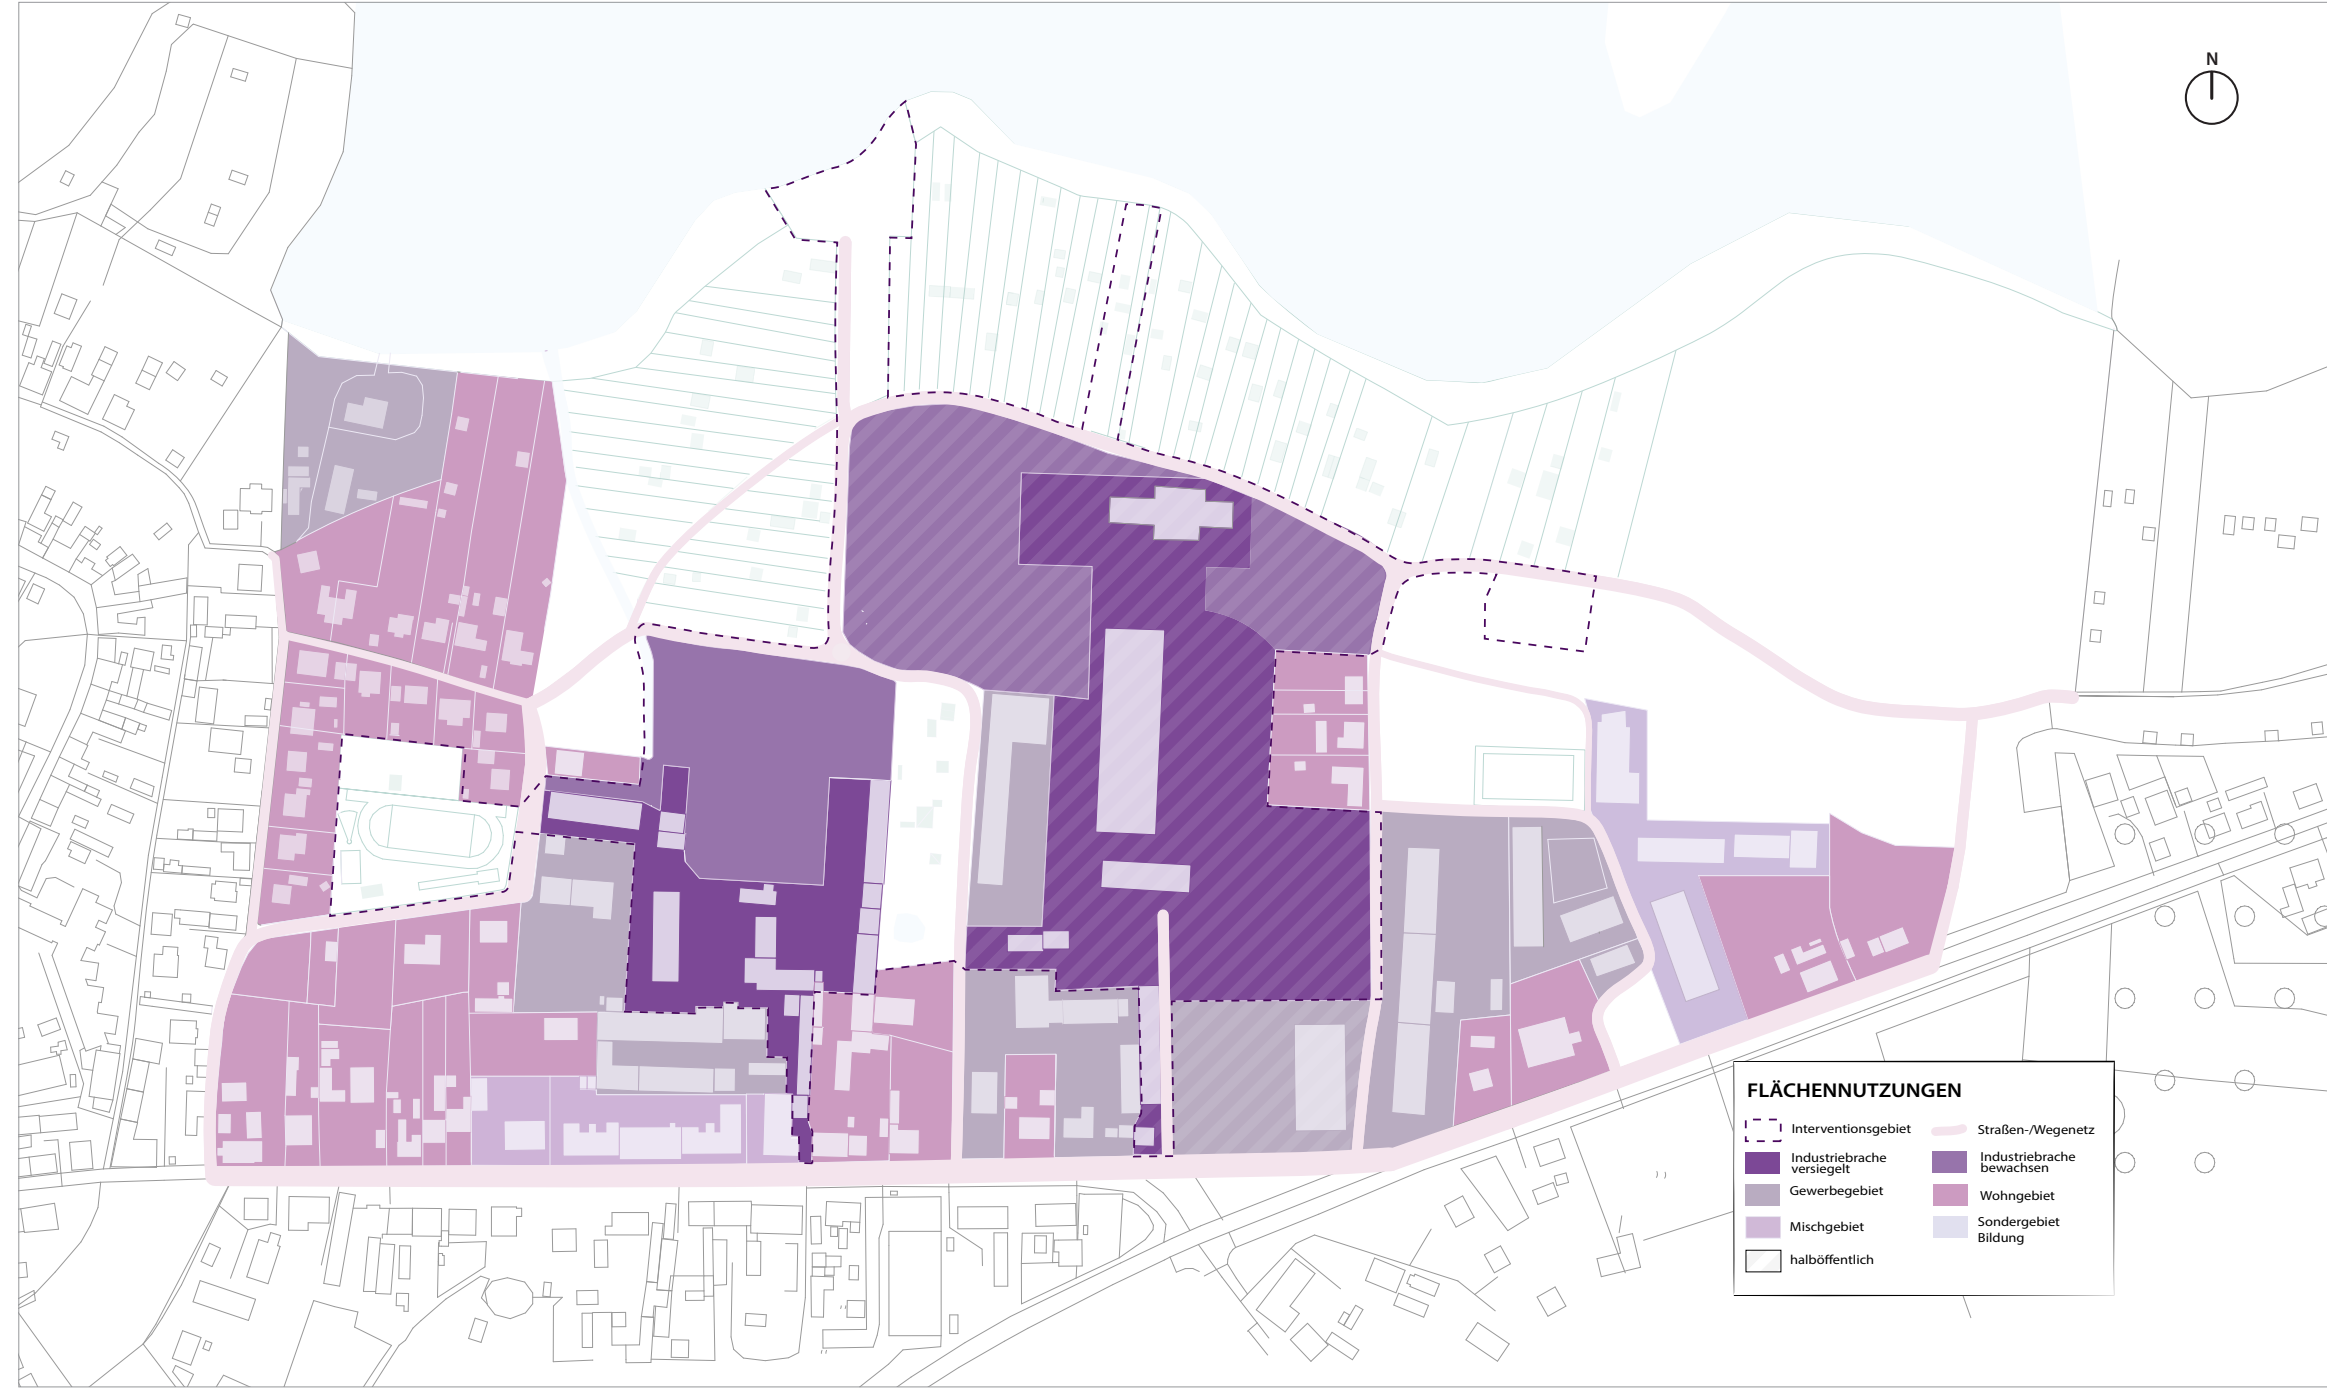 N
FLÄCHENNUTZUNGEN
Interventionsgebiet
Straßen-/Wegenetz
Industriebrache
versiegelt
Industriebrache
bewachsen
Gewerbegebiet
Wohngebiet
Mischgebiet
Sondergebiet
Bildung
halböffentlich